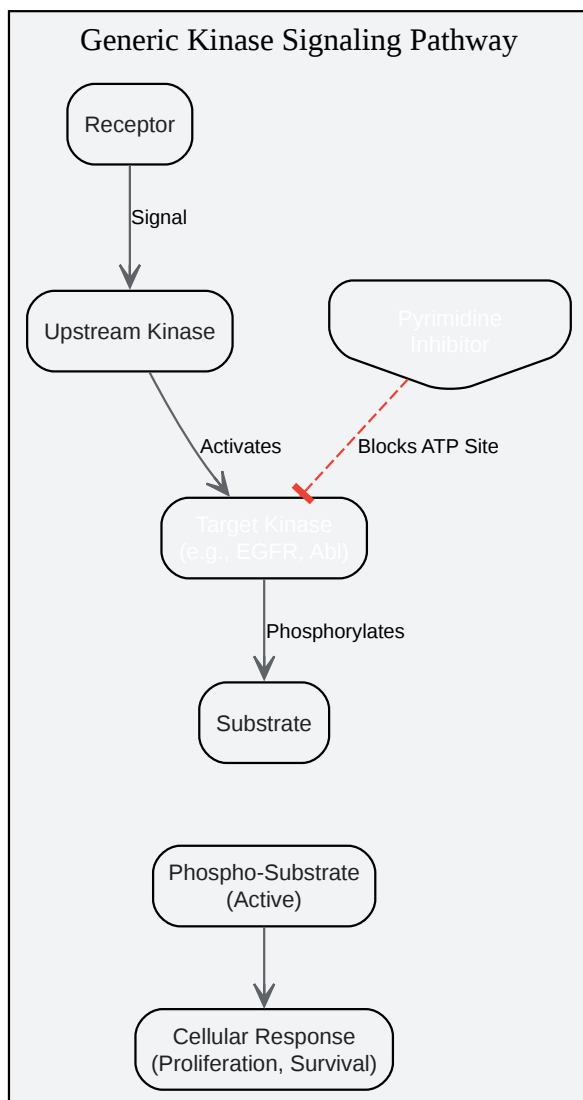 Generic Kinase Signaling Pathway
Receptor
Signal
Upstream Kinase
Pyrimidine
Inhibitor
Activates
Blocks ATP Site
Target Kinase
(e.g., EGFR, Abl)
Phosphorylates
Substrate
Phospho-Substrate
(Active)
Cellular Response
(Proliferation, Survival)